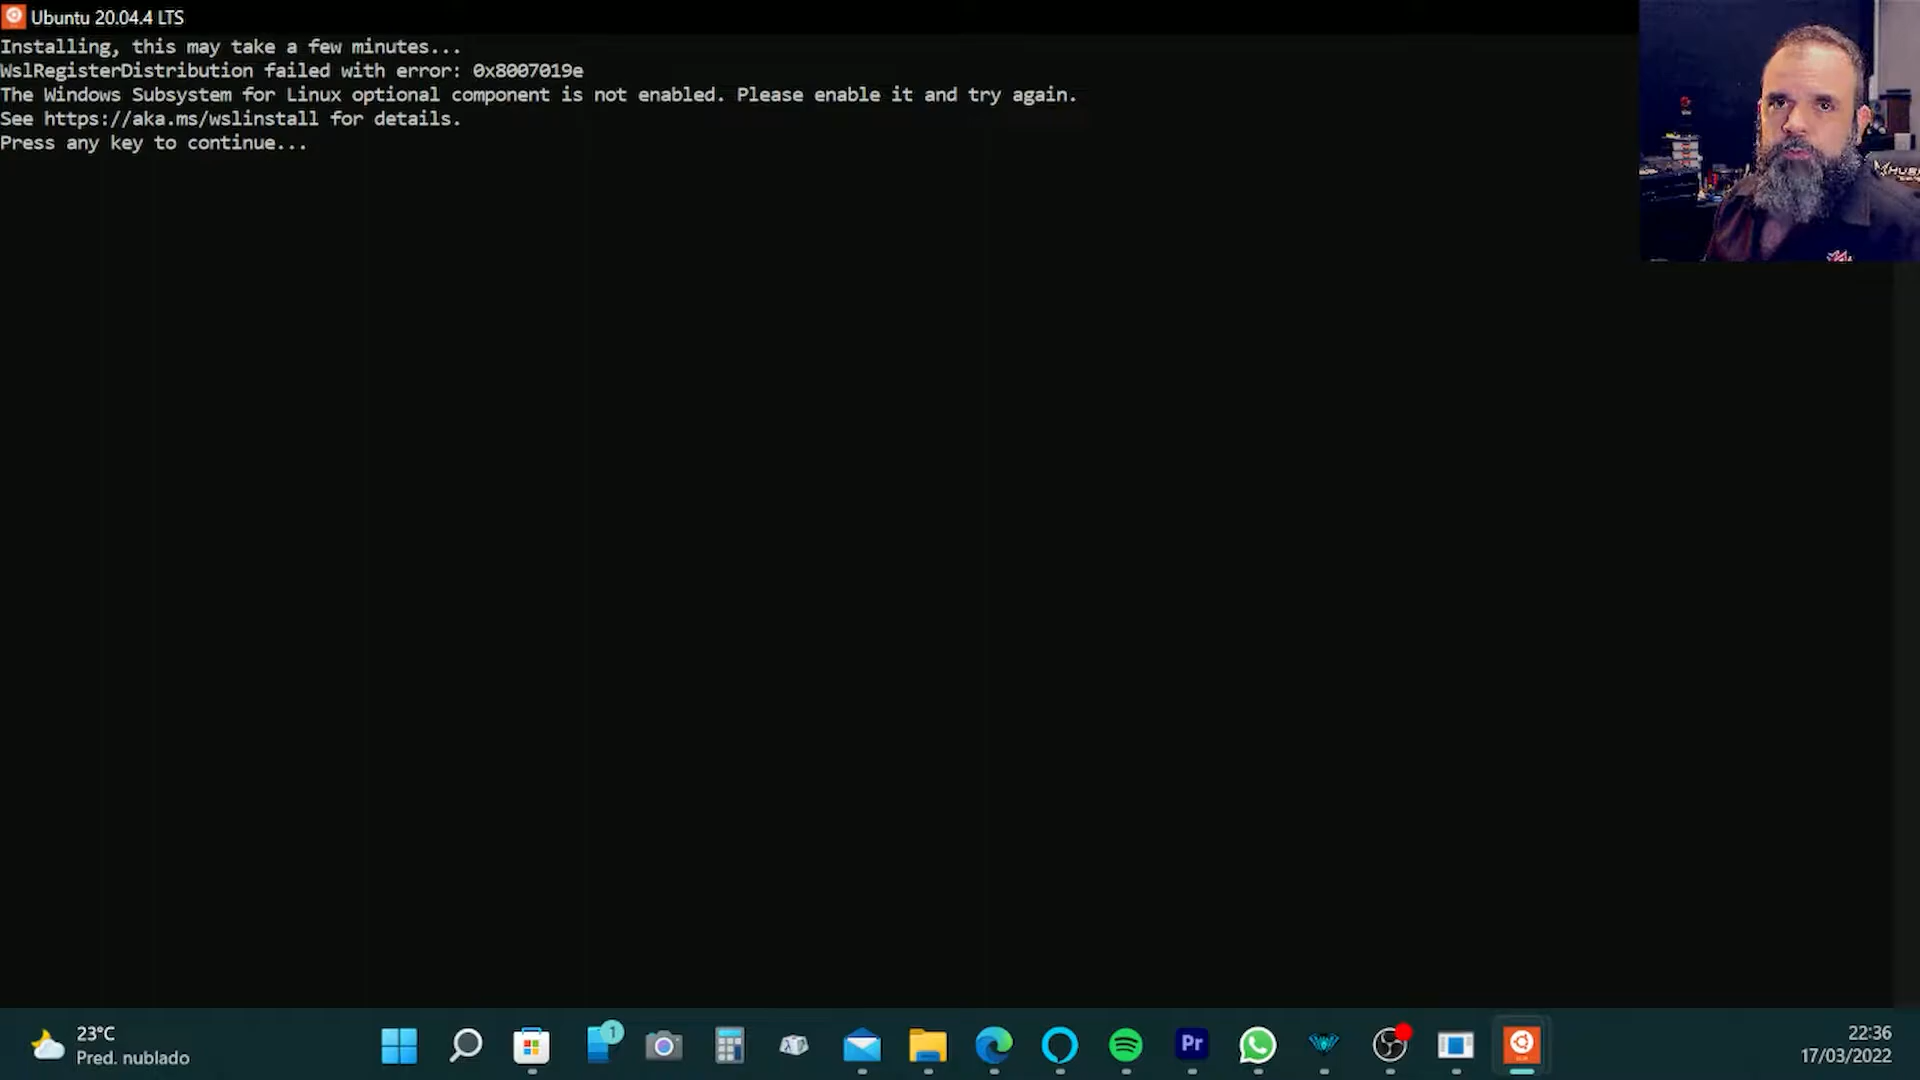 Ubuntu 20.04.4 LTS
Installing, this may take a few minutes...
WslRegisterDistribution failed with error: 0x8007019e
The Windows Subsystem for Linux optional component is not enabled. Please enable it and try again.
See https://aka.ms/wslinstall for details.
Press any key to continue...
23°C
Pred. nublado
1
Pr
22:36
17/03/2022